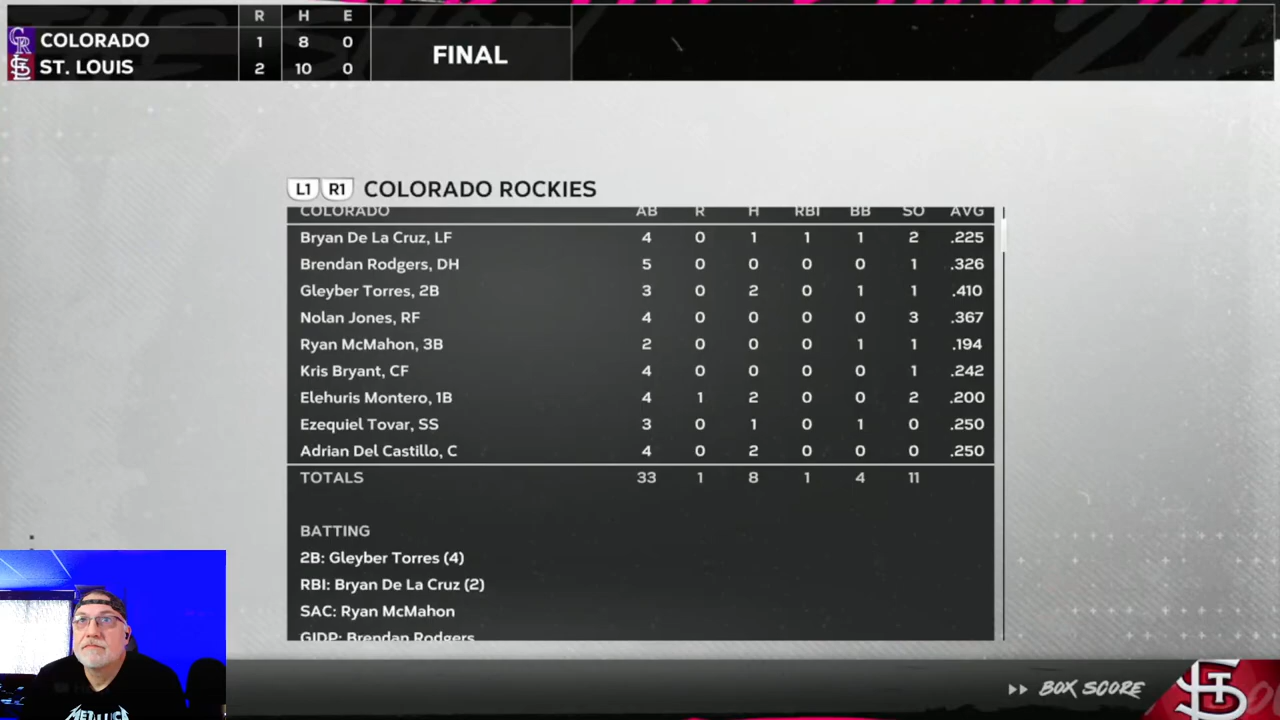 R H E
COLORADO 1 8 0
ST. LOUIS 2 10 0
FINAL
L1 R1 COLORADO ROCKIES
COLORADO AB R H RBI BB SO AVG
Bryan De La Cruz, LF 4 0 1 1 1 2 .225
Brendan Rodgers, DH 5 0 0 0 0 1 .326
Gleyber Torres, 2B 3 0 2 0 1 1 .410
Nolan Jones, RF 4 0 0 0 0 3 .367
Ryan McMahon, 3B 2 0 0 0 1 1 .194
Kris Bryant, CF 4 0 0 0 0 1 .242
Elehuris Montero, 1B 4 1 2 0 0 2 .200
Ezequiel Tovar, SS 3 0 1 0 1 0 .250
Adrian Del Castillo, C 4 0 2 0 0 0 .250
TOTALS 33 1 8 1 4 11
BATTING
2B: Gleyber Torres (4)
RBI: Bryan De La Cruz (2)
SAC: Ryan McMahon
GIDP: Brendan Rodgers
BOX SCORE
METALLICA